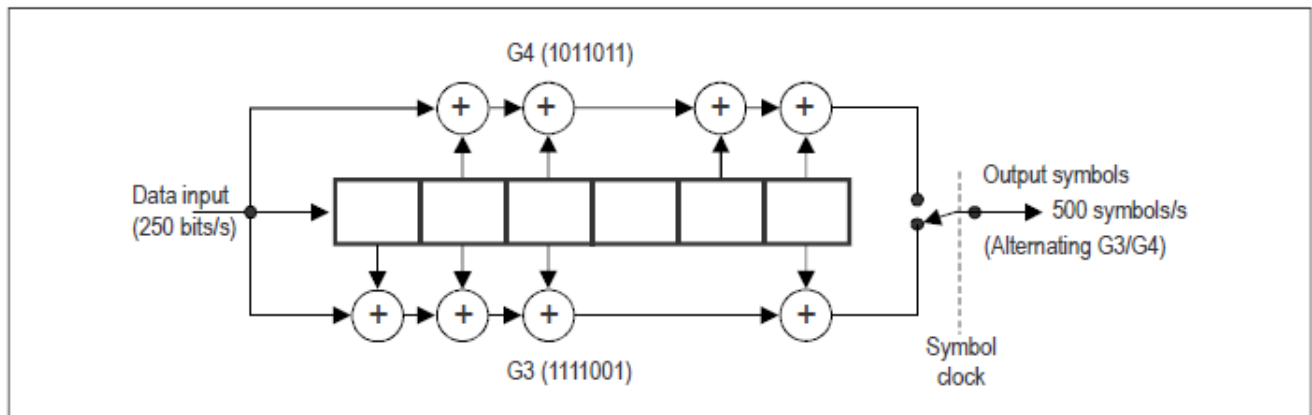 G4 (1011011)
+ + + +
Data input
(250 bits/s)
Output symbols
500 symbols/s
(Alternating G3/G4)
+ + + +
G3 (1111001)
Symbol
clock